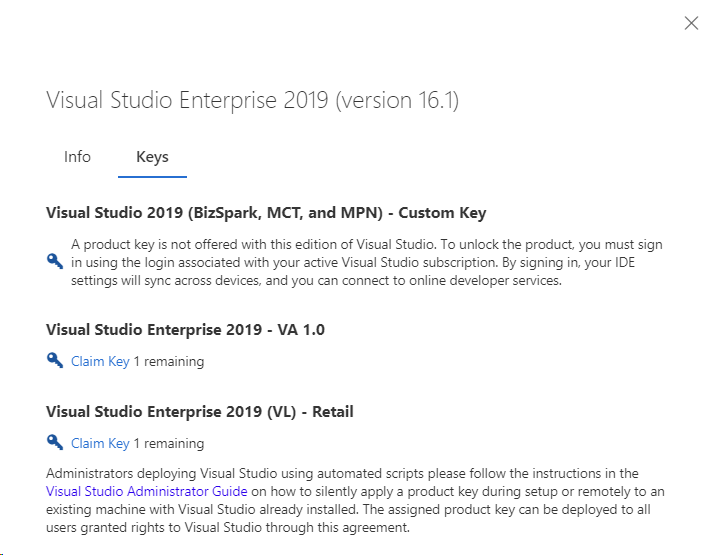 Visual Studio Enterprise 2019 (version 16.1)
Info Keys
Visual Studio 2019 (BizSpark, MCT, and MPN) - Custom Key
A product key is not offered with this edition of Visual Studio. To unlock the product, you must sign
in using the login associated with your active Visual Studio subscription. By signing in, your IDE
settings will sync across devices, and you can connect to online developer services.
Visual Studio Enterprise 2019 - VA 1.0
Claim Key 1 remaining
Visual Studio Enterprise 2019 (VL) - Retail
Claim Key 1 remaining
Administrators deploying Visual Studio using automated scripts please follow the instructions in the
Visual Studio Administrator Guide on how to silently apply a product key during setup or remotely to an
existing machine with Visual Studio already installed. The assigned product key can be deployed to all
users granted rights to Visual Studio through this agreement.